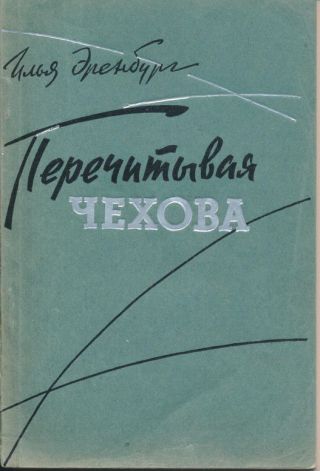 Илья Эренбург
Перечитывая
ЧЕХОВА